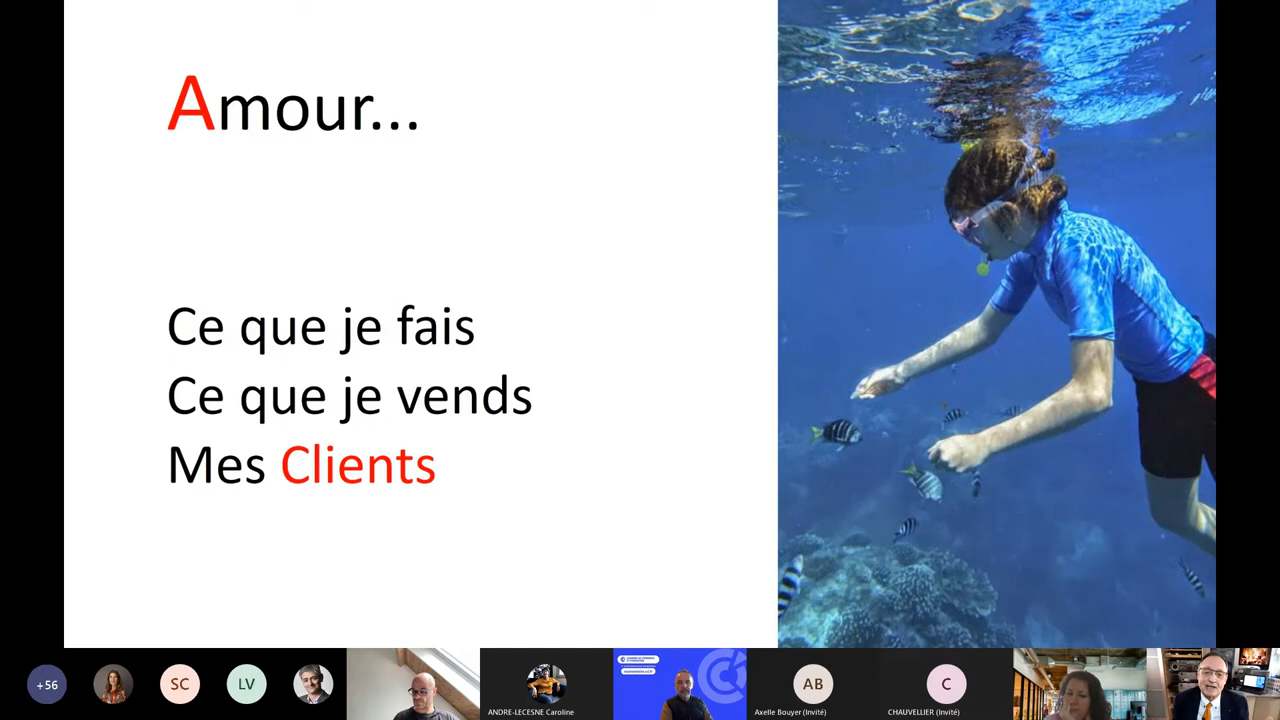 Amour...
Ce que je fais
Ce que je vends
Mes Clients
+56
SC
LV
ANDRE-LECESNE Caroline
AB
Axelle Bouyer (Invité)
C
CHAUVELLIER (Invité)